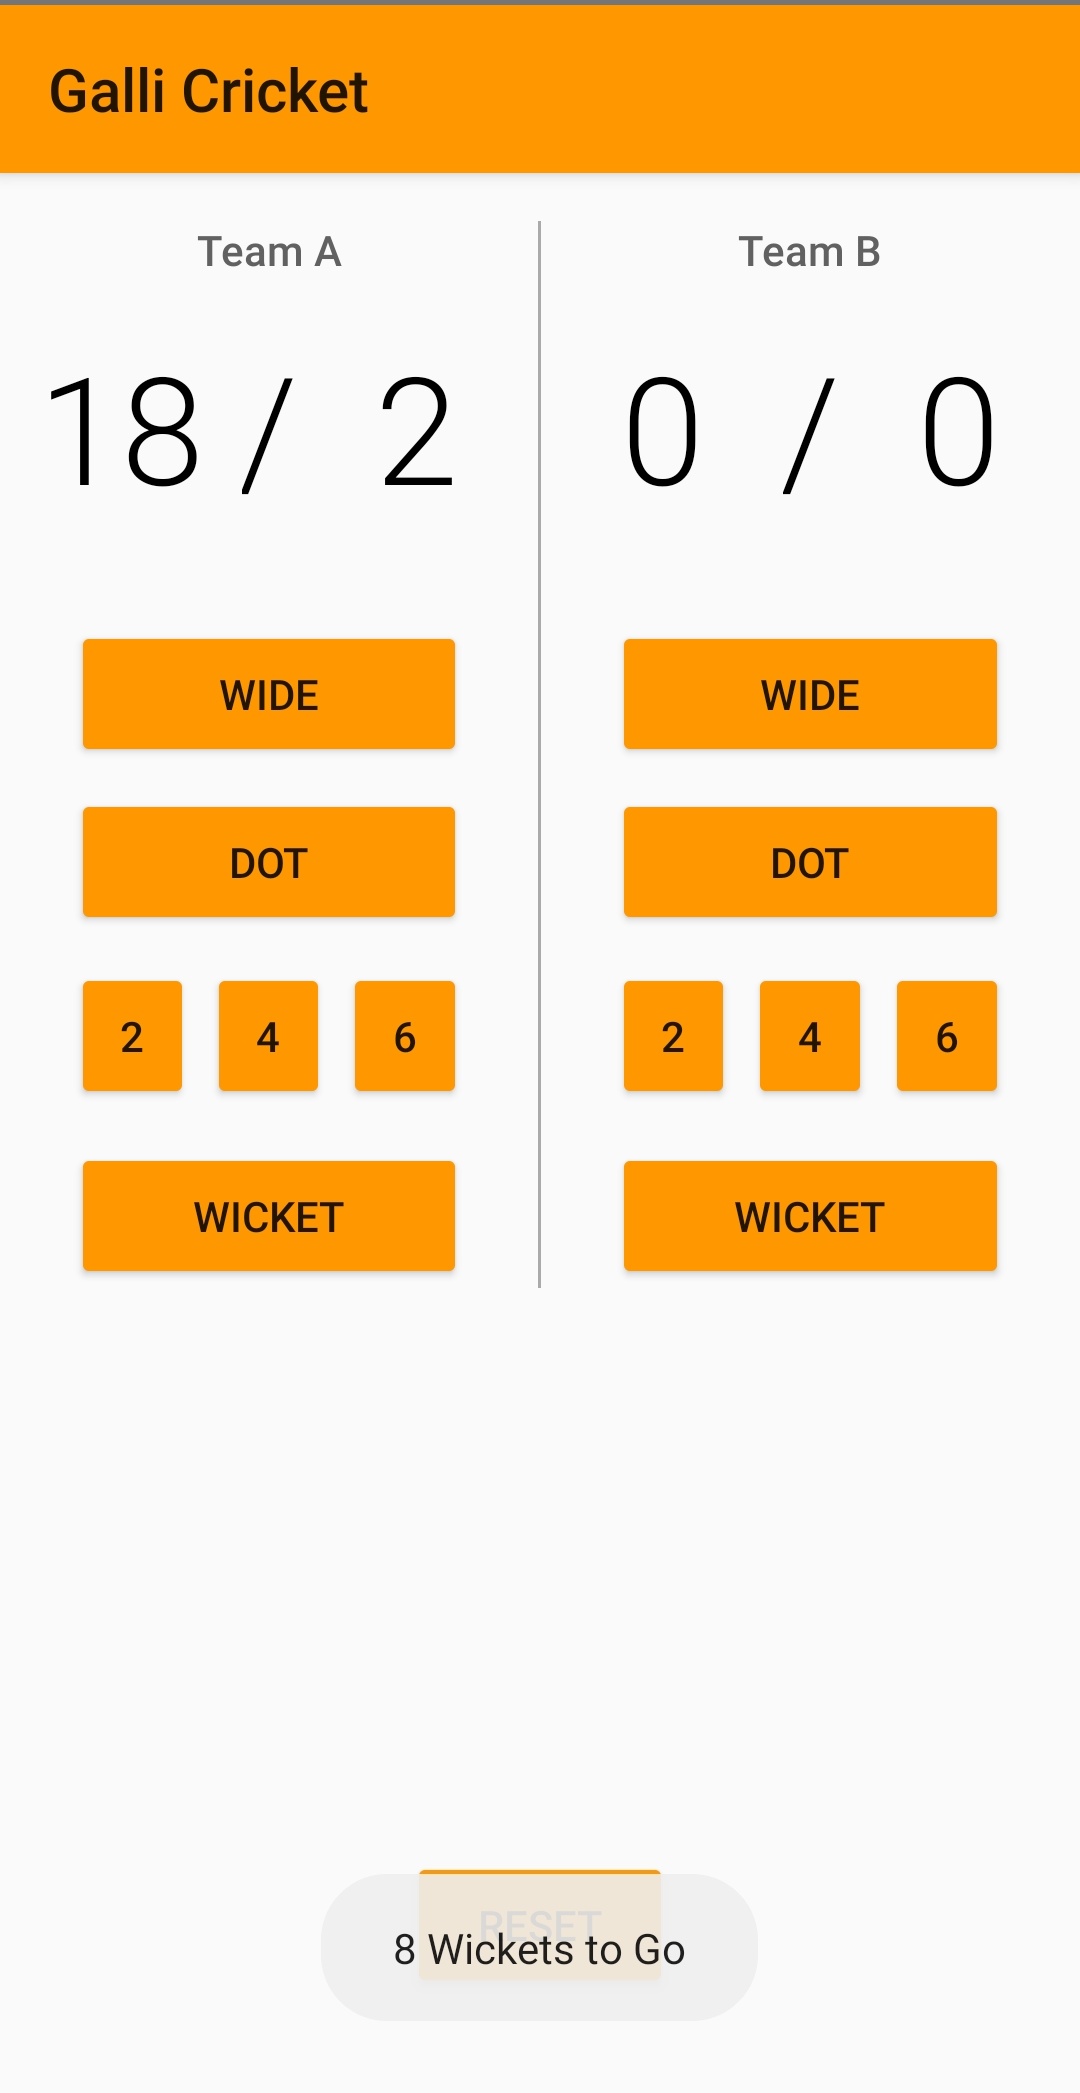 Galli Cricket
Team A
18 / 2
WIDE
DOT
2 4 6
WICKET
Team B
0 / 0
WIDE
DOT
2 4 6
WICKET
RESET
8 Wickets to Go